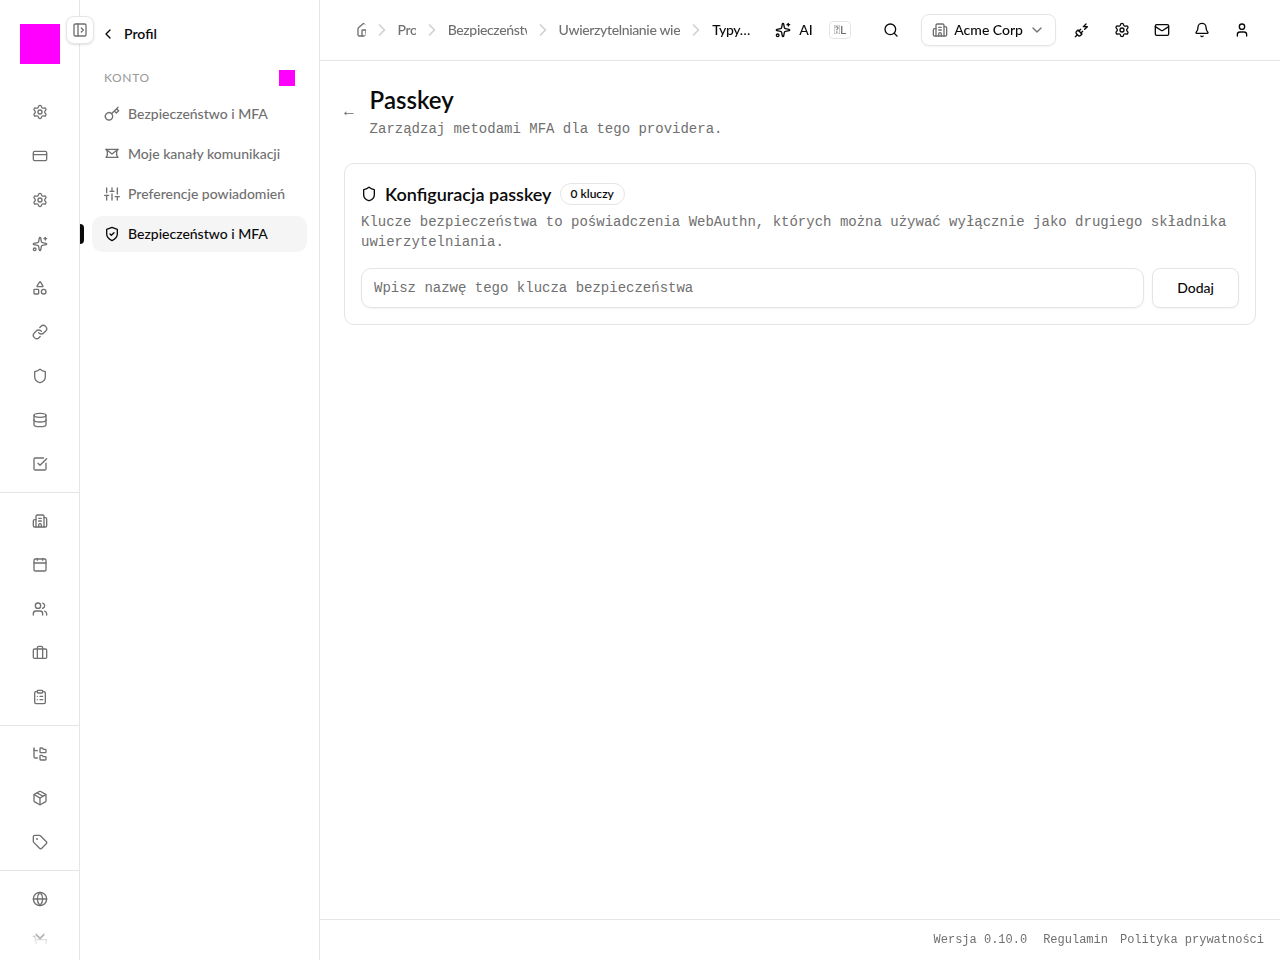 Profil
KONTO
Bezpieczeństwo i MFA
Moje kanały komunikacji
Preferencje powiadomień
Bezpieczeństwo i MFA
Uwierzytelnianie wie
Typy...
AI
Acme Corp
←
Passkey
Zarządzaj metodami MFA dla tego providera.
Konfiguracja passkey
0 kluczy
Klucze bezpieczeństwa to poświadczenia WebAuthn, których można używać wyłącznie jako drugiego składnika
uwierzytelniania.
Wpisz nazwę tego klucza bezpieczeństwa
Dodaj
Wersja 0.10.0
Regulamin
Polityka prywatności